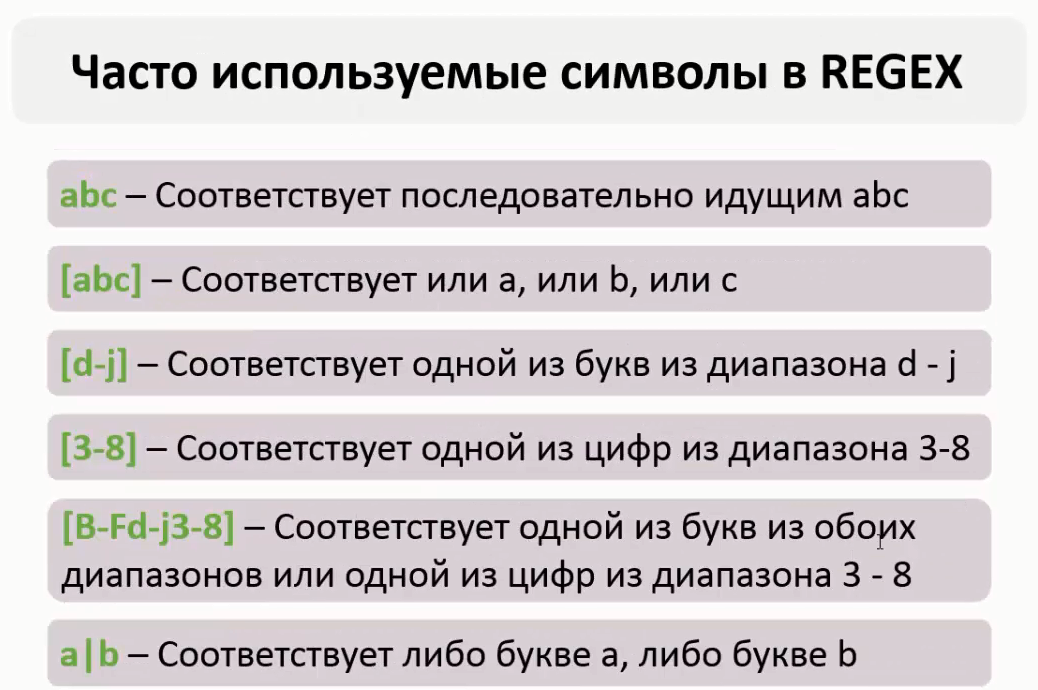 Часто используемые символы в REGEX
abc – Соответствует последовательно идущим abc
[abc] – Соответствует или a, или b, или c
[d-j] – Соответствует одной из букв из диапазона d - j
[3-8] – Соответствует одной из цифр из диапазона 3-8
[B-Fd-j3-8] – Соответствует одной из букв из обоих
диапазонов или одной из цифр из диапазона 3 - 8
a|b – Соответствует либо букве a, либо букве b